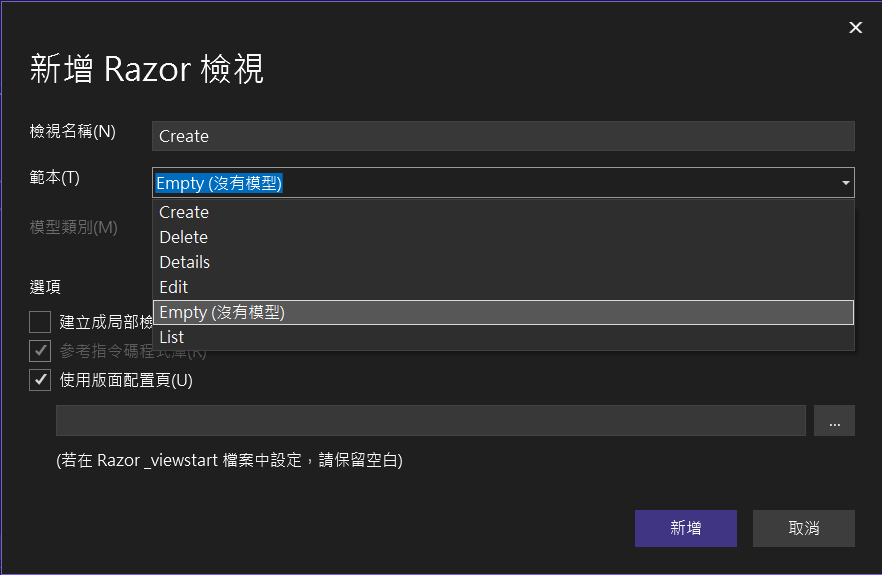 新增 Razor 檢視
檢視名稱(N)
Create
範本(T)
Empty (沒有模型)
Create
Delete
模型類別(M)
Details
選項
Edit
Empty (沒有模型)
建立成局部檢
List
參考指令碼程式庫(R)
使用版面配置頁(U)
...
(若在 Razor _viewstart 檔案中設定，請保留空白)
新增
取消